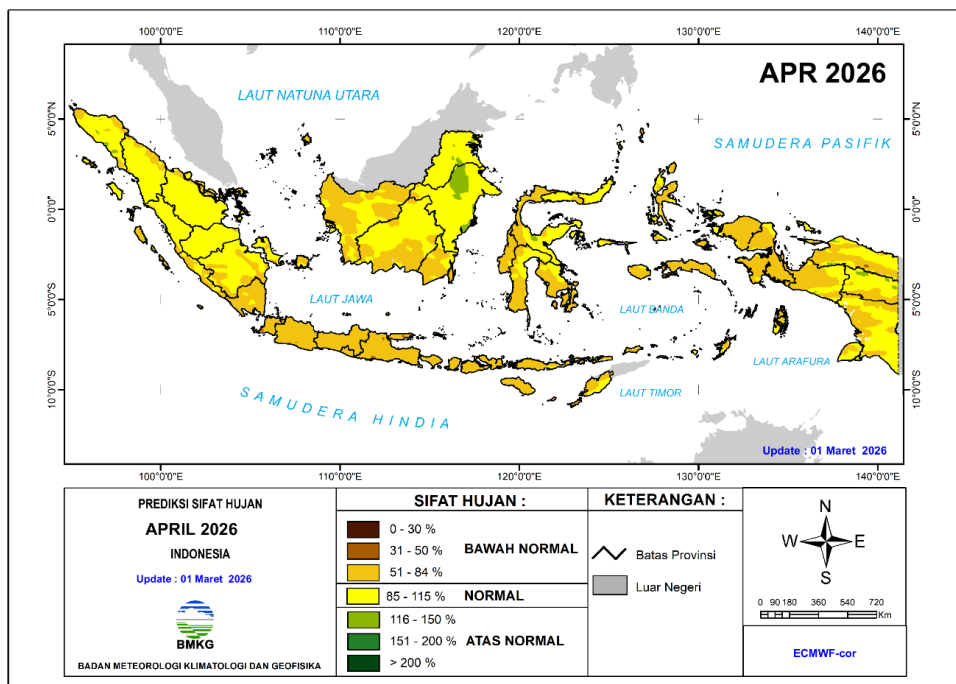 100°0'0"E 110°0'0"E 120°0'0"E 130°0'0"E 140°0'0"E
APR 2026
LAUT NATUNA UTARA
SAMUDERA PASIFIK
5°0'0"N
5°0'0"N
0°0'0"
0°0'0"
5°0'0"S
5°0'0"S
10°0'0"S
10°0'0"S
LAUT JAWA
LAUT BANDA
LAUT ARAFURA
LAUT TIMOR
SAMUDERA HINDIA
Update : 01 Maret 2026
100°0'0"E 110°0'0"E 120°0'0"E 130°0'0"E 140°0'0"E
PREDIKSI SIFAT HUJAN
APRIL 2026
INDONESIA
Update : 01 Maret 2026
BMKG
BADAN METEOROLOGI KLIMATOLOGI DAN GEOFISIKA
SIFAT HUJAN :
0 - 30 %
31 - 50 %
51 - 84 %
BAWAH NORMAL
85 - 115 %
NORMAL
116 - 150 %
151 - 200 %
> 200 %
ATAS NORMAL
KETERANGAN :
Batas Provinsi
Luar Negeri
N
W E
S
0 90 180 360 540 720
Km
ECMWF-cor